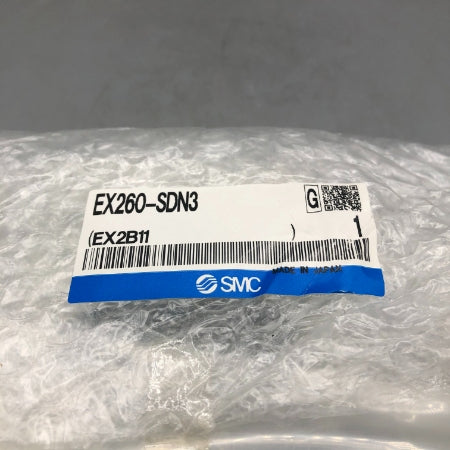 EX260-SDN3
G
(EX2B11 ) 1
MADE IN JAPAN
SMC